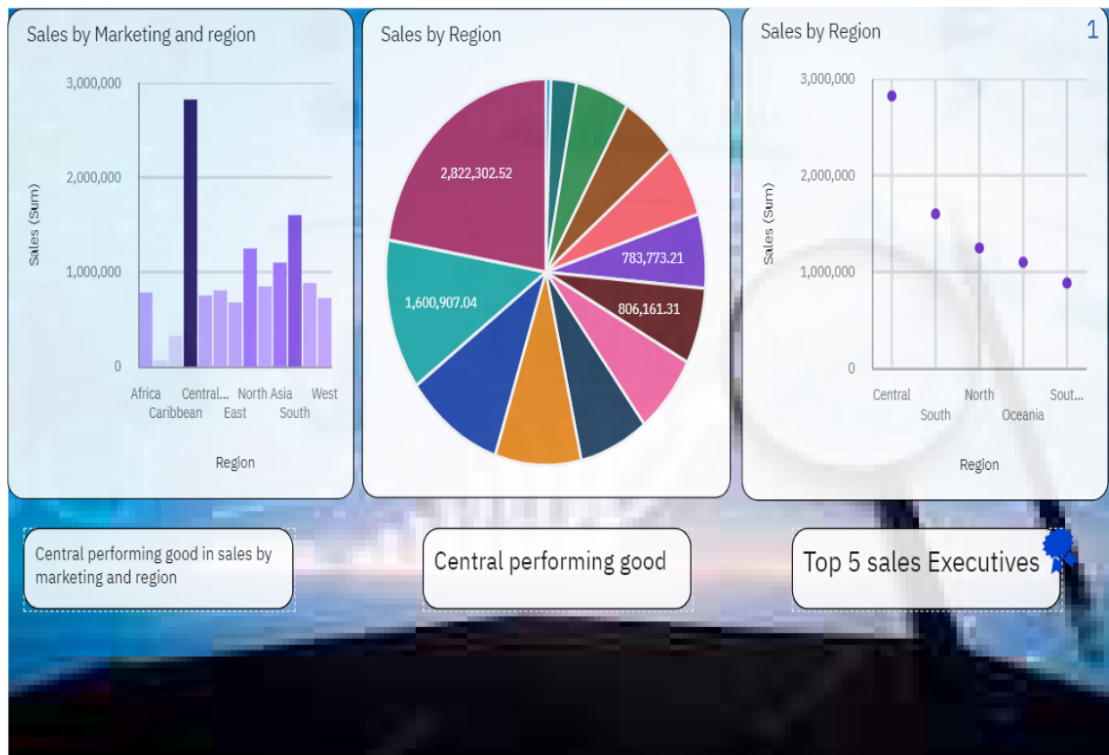 Sales by Marketing and region
3,000,000
2,000,000
1,000,000
0
Sales (Sum)
Africa
Central...
North Asia
West
Caribbean
East
South
Region
Sales by Region
2,822,302.52
1,600,907.04
783,773.21
806,161.31
Sales by Region
1
3,000,000
2,000,000
1,000,000
0
Sales (Sum)
Central
North
Sout...
South
Oceania
Region
Central performing good in sales by
marketing and region
Central performing good
Top 5 sales Executives